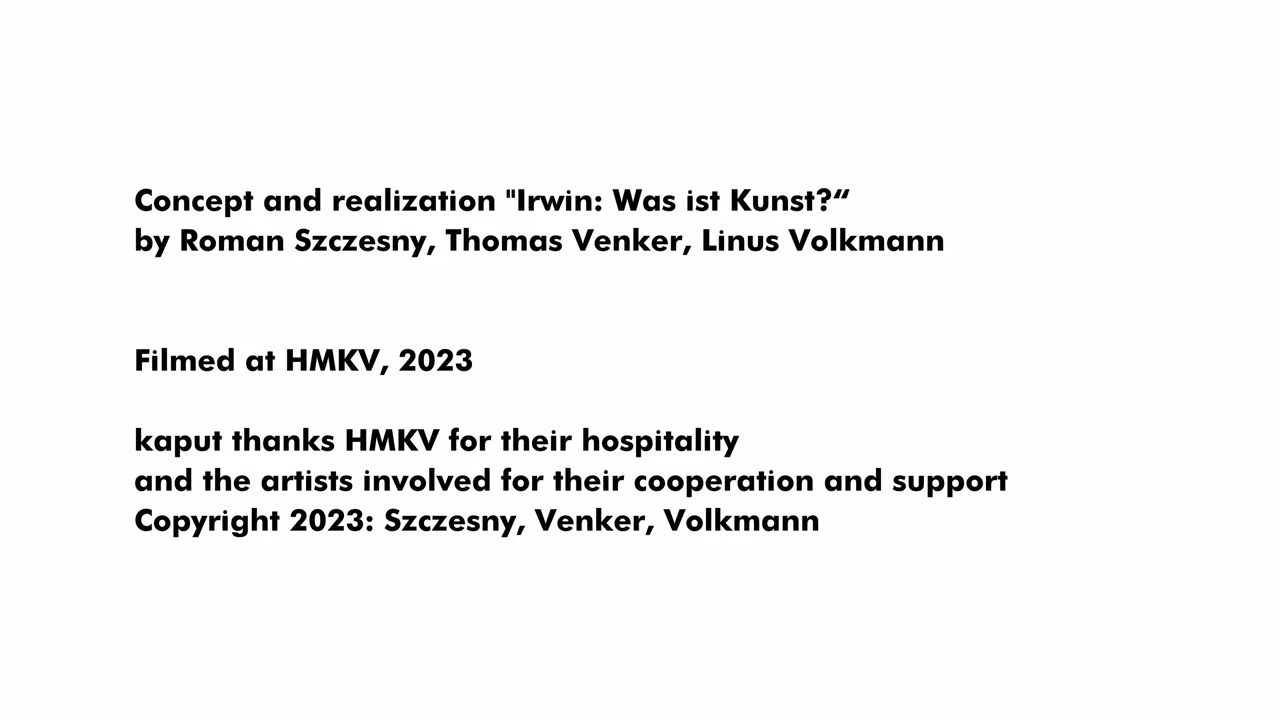 Concept and realization "Irwin: Was ist Kunst?“
by Roman Szczesny, Thomas Venker, Linus Volkmann
Filmed at HMKV, 2023
kaput thanks HMKV for their hospitality
and the artists involved for their cooperation and support
Copyright 2023: Szczesny, Venker, Volkmann